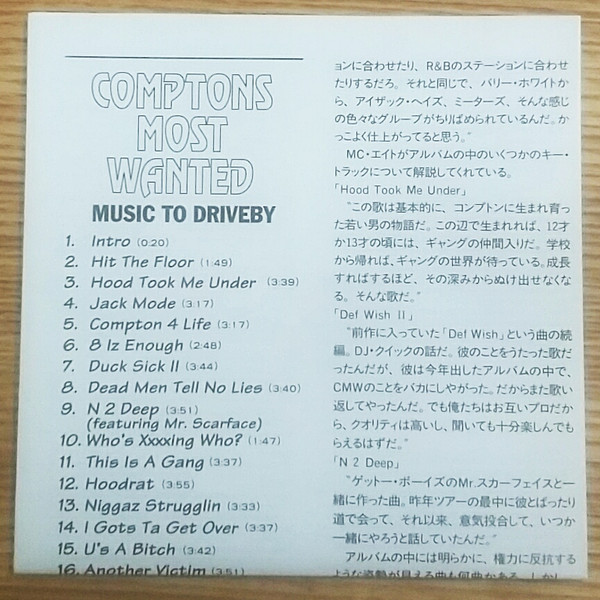 COMPTONS
MOST
WANTED
MUSIC TO DRIVEBY
1. Intro (0:20)
2. Hit The Floor (1:49)
3. Hood Took Me Under (3:39)
4. Jack Mode (3:17)
5. Compton 4 Life (3:17)
6. 8 Iz Enough (2:48)
7. Duck Sick II (3:44)
8. Dead Men Tell No Lies (3:40)
9. N 2 Deep (3:51)
(featuring Mr. Scarface)
10. Who's Xxxxing Who? (1:47)
11. This Is A Gang (3:37)
12. Hoodrat (3:55)
13. Niggaz Strugglin (3:33)
14. I Gots Ta Get Over (3:37)
15. U's A Bitch (3:42)
16. Another Victim (3:51)
ョンに合わせたり、R&Bのステーションに合わせ
たりするだろ。それと同じで、バリー・ホワイトか
ら、アイザック・ヘイズ、ミーターズ、そんな感じ
の色々なグループがちりばめられているんだ。か
っこよく仕上がってると思う。"
MC・エイトがアルバムの中のいくつかのキー・
トラックについて解説してくれている。
「Hood Took Me Under」
"この歌は基本的に、コンプトンに生まれ育っ
た若い男の物語だ。この辺で生まれれば、12才
か13才の頃には、ギャングの仲間入りだ。学校
から帰れば、ギャングの世界が待っている。成長
すればするほど、その深みからぬけ出せなくな
る。そんな歌だ。"
「Def Wish II」
"前作に入っていた「Def Wish」という曲の続
編。DJ・クイックの話だ。彼のことをうたった歌だ
ったんだが、彼は今年出したアルバムの中で、
CMWのことをバカにしやがった。だからまた歌い
返してやったんだ。でも俺たちはお互いプロだか
ら、クオリティは高いし、聞いても十分楽しんでも
らえるはずだ。"
「N 2 Deep」
"ゲットー・ボーイズのMr.スカーフェイスと一
緒に作った曲。昨年ツアーの最中に彼とばったり
道で会って、それ以来、意気投合して、いつか
一緒にやろうと話していたんだ。"
アルバムの中には明らかに、権力に反抗する
ような姿勢が見える曲も何曲かある。しかし、